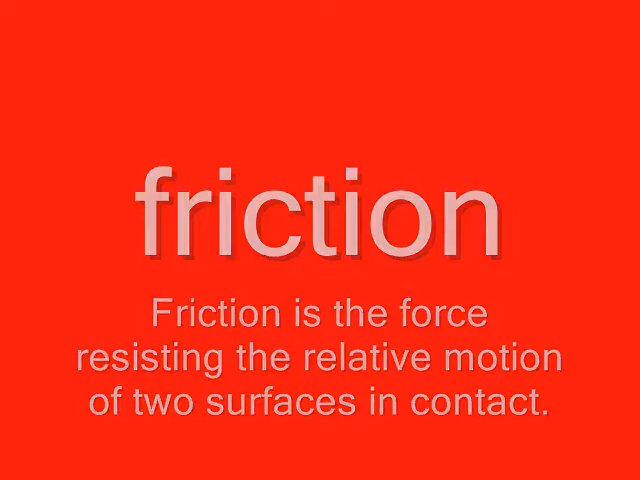 friction
Friction is the force
resisting the relative motion
of two surfaces in contact.